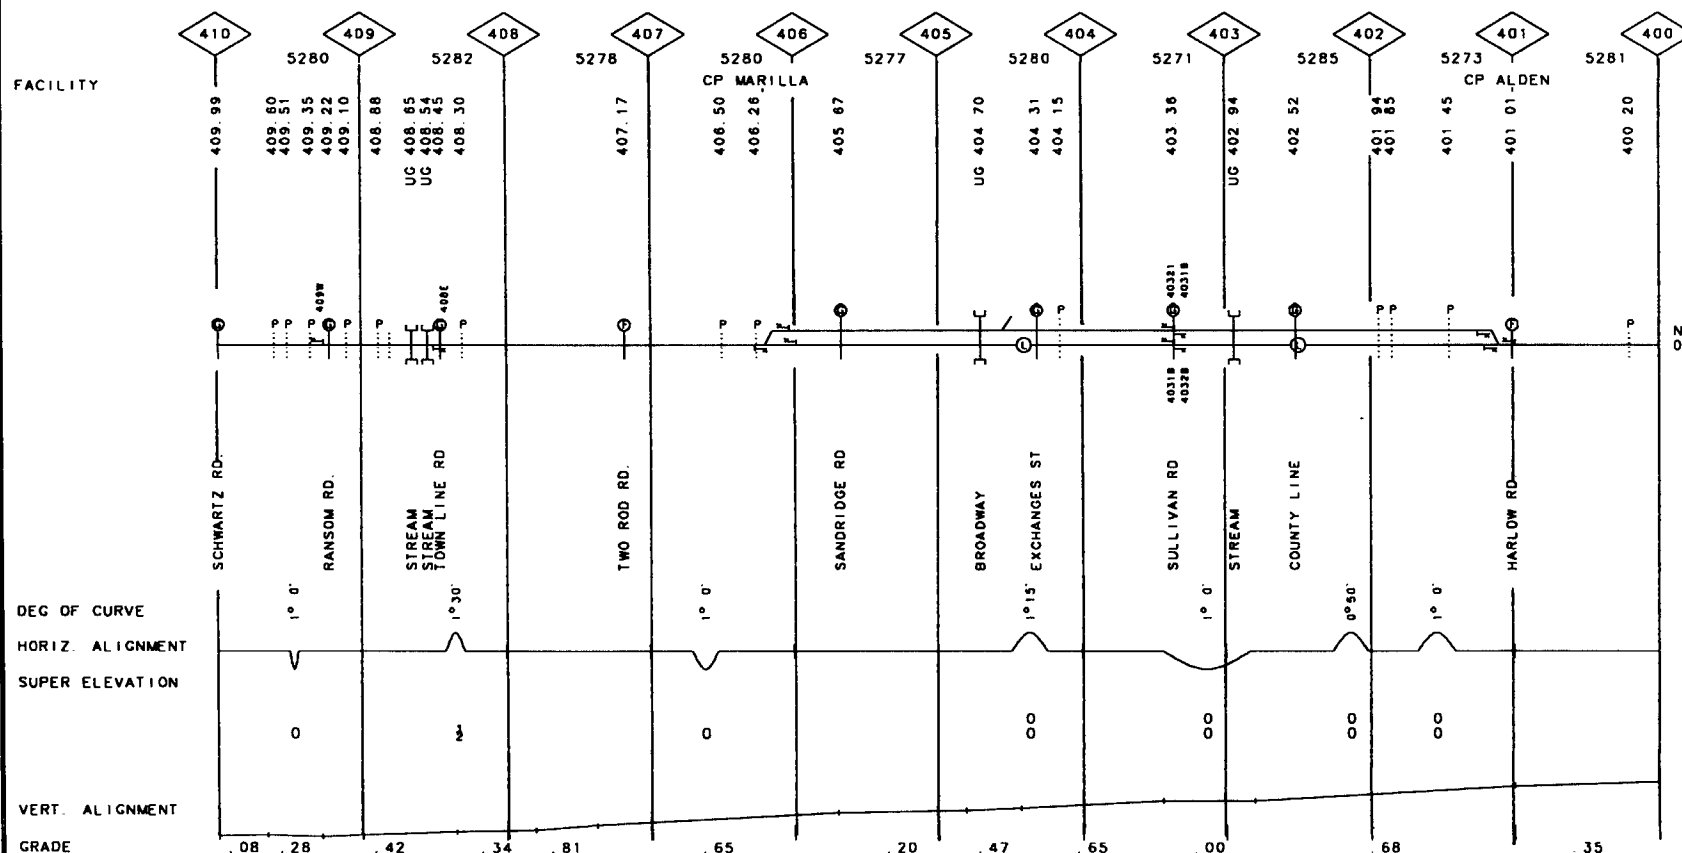 410 409 408 407 406 405 404 403 402 401 400
5280 5282 5278 5280 5277 5280 5271 5285 5273 5281
FACILITY
CP MARILLA
CP ALDEN
409.99
409.60
409.51
409.35
409.22
409.10
408.88
UG 408.65
UG 408.54
408.45
408.30
407.17
406.50
406.26
405 67
UG 404 70
404 31
404 15
403 36
UG 402 94
402 52
401 94
401 85
401 45
401 01
400 20
409W
408E
40321
4031B
G P P P G P P G P F P P G G P G G P P P F P
N
L L
0
4031B
4032B
SCHWARTZ RD.
RANSOM RD.
STREAM
STREAM
TOWN LINE RD
TWO ROD RD.
SANDRIDGE RD
BROADWAY
EXCHANGES ST
SULLIVAN RD
STREAM
COUNTY LINE
HARLOW RD
DEG OF CURVE
1° 0' 1°30' 1° 0' 1°15' 1° 0' 0°50' 1° 0'
HORIZ. ALIGNMENT
SUPER ELEVATION
0 0 0 0
0 0 0 0 0 0
VERT. ALIGNMENT
GRADE .08 .28 .42 .34 .81 .65 .20 .47 .65 .00 .68 .35